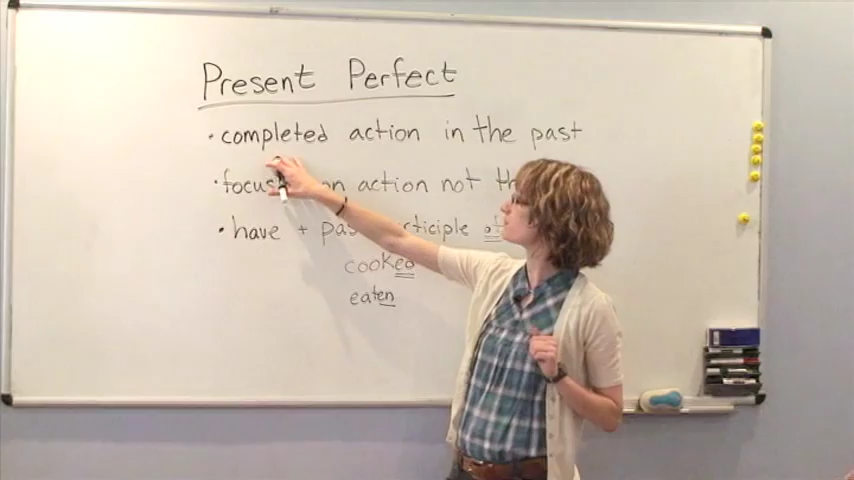 Present Perfect
• completed action in the past
• focus on action not
• have + past participle
cooked
eaten